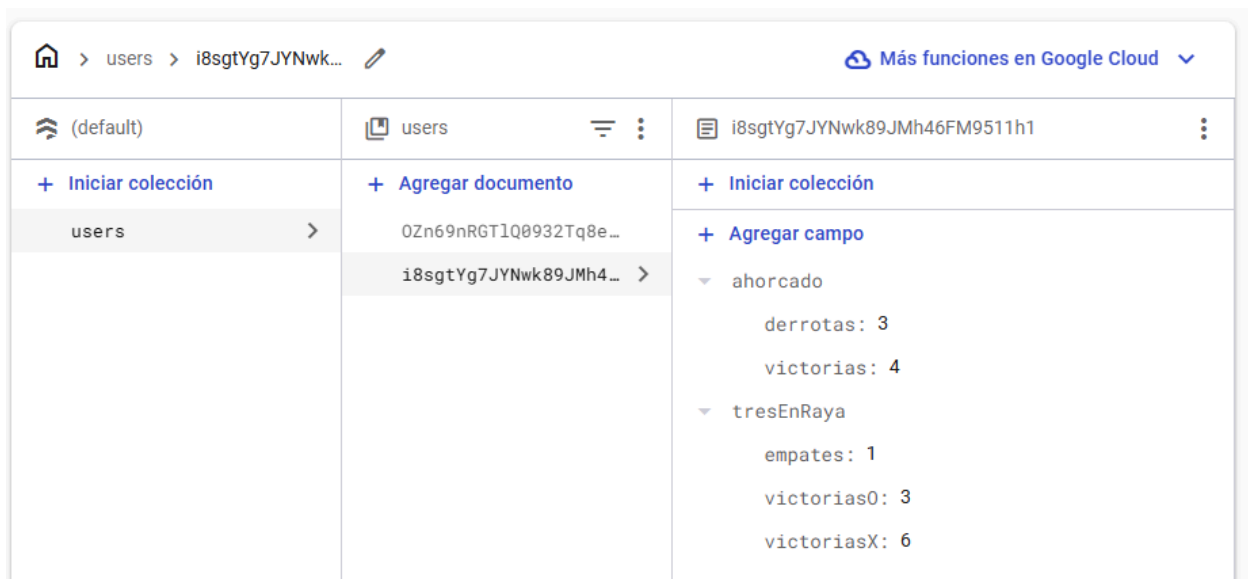 users > i8sgtYg7JYNwk...
Más funciones en Google Cloud
(default)
users
i8sgtYg7JYNwk89JMh46FM9511h1
+ Iniciar colección
+ Agregar documento
+ Iniciar colección
users
OZn69nRGTlQ0932Tq8e...
+ Agregar campo
i8sgtYg7JYNwk89JMh4...
ahorcado
derrotas: 3
victorias: 4
tresEnRaya
empates: 1
victoriasO: 3
victoriasX: 6